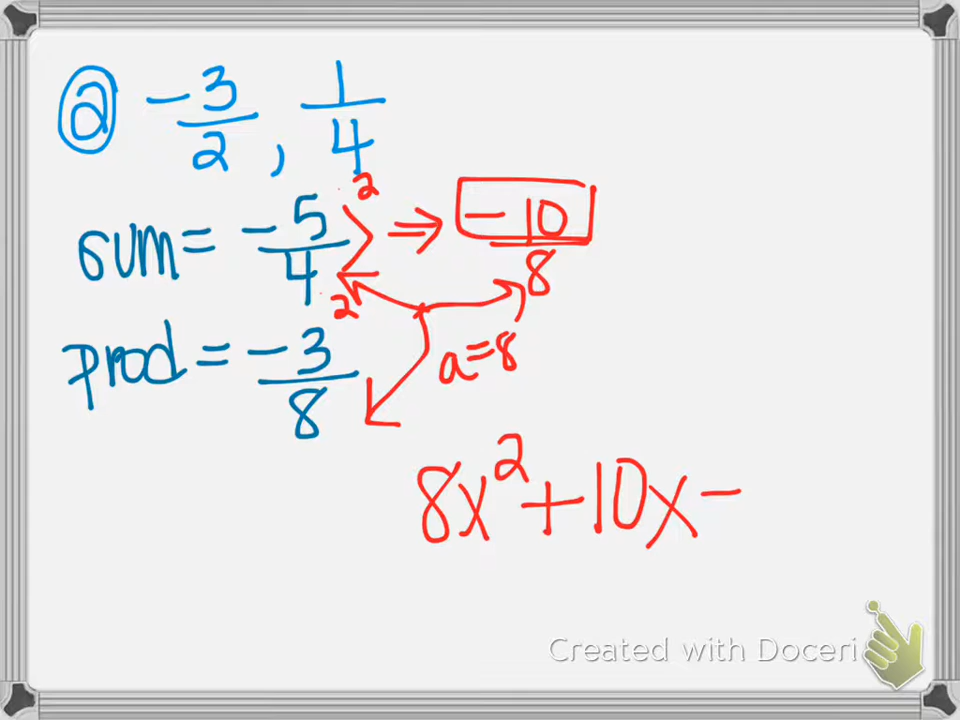 a -3/2, 1/4
sum = -5/4 2 2 ⇒ -10/8
prod = -3/8
a=8
8x² + 10x -
Created with Doceri